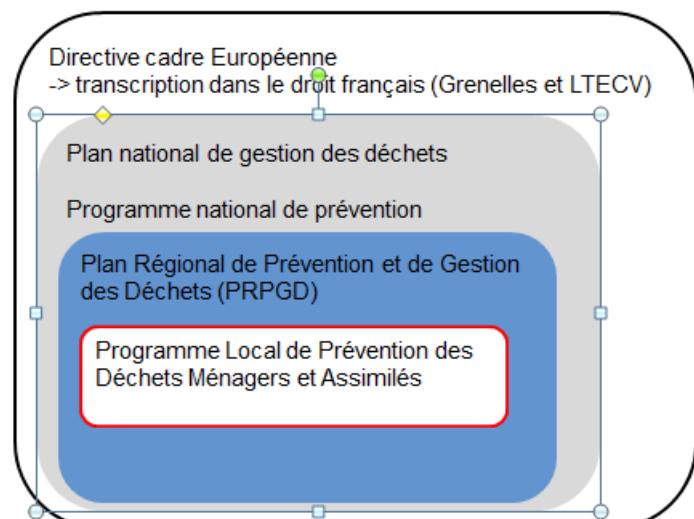 Directive cadre Européenne
-> transcription dans le droit français (Grenelles et LTECV)
Plan national de gestion des déchets
Programme national de prévention
Plan Régional de Prévention et de Gestion
des Déchets (PRPGD)
Programme Local de Prévention des
Déchets Ménagers et Assimilés